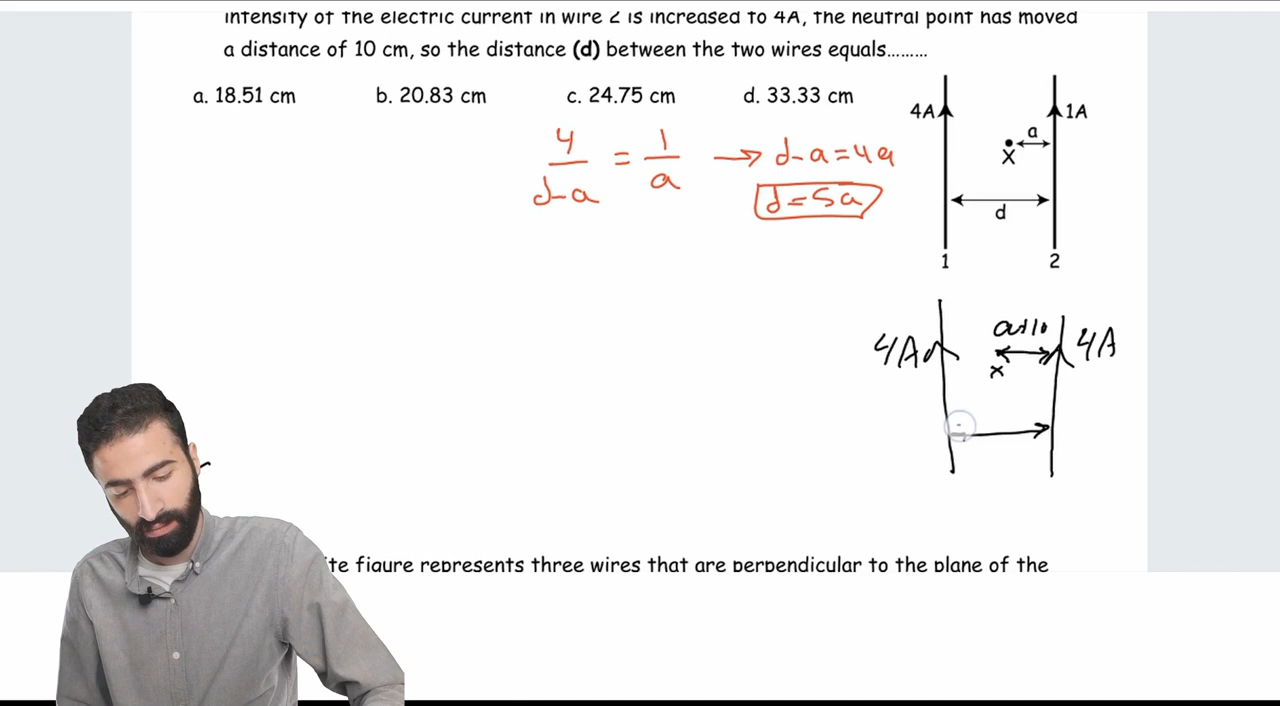 intensity of the electric current in wire 2 is increased to 4A, the neutral point has moved
a distance of 10 cm, so the distance (d) between the two wires equals.........
a. 18.51 cm b. 20.83 cm c. 24.75 cm d. 33.33 cm
4A 1A
a
X
d
1 2
4/d-a = 1/a → d-a=4a
d=5a
a+10
4A 4A
x
te figure represents three wires that are perpendicular to the plane of the